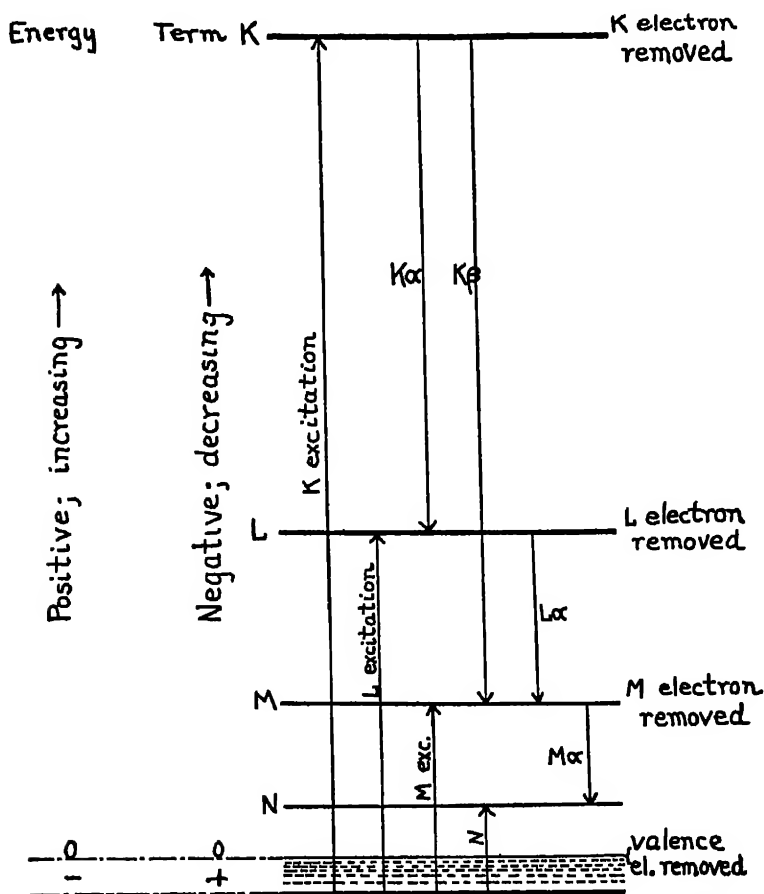 Energy Term K K electron
removed
Kα Kβ
Positive; increasing →
Negative; decreasing →
K excitation
L L electron
removed
L excitation
Lα
M M electron
removed
M exc.
Mα
N
N
0 0 valence
- + el. removed